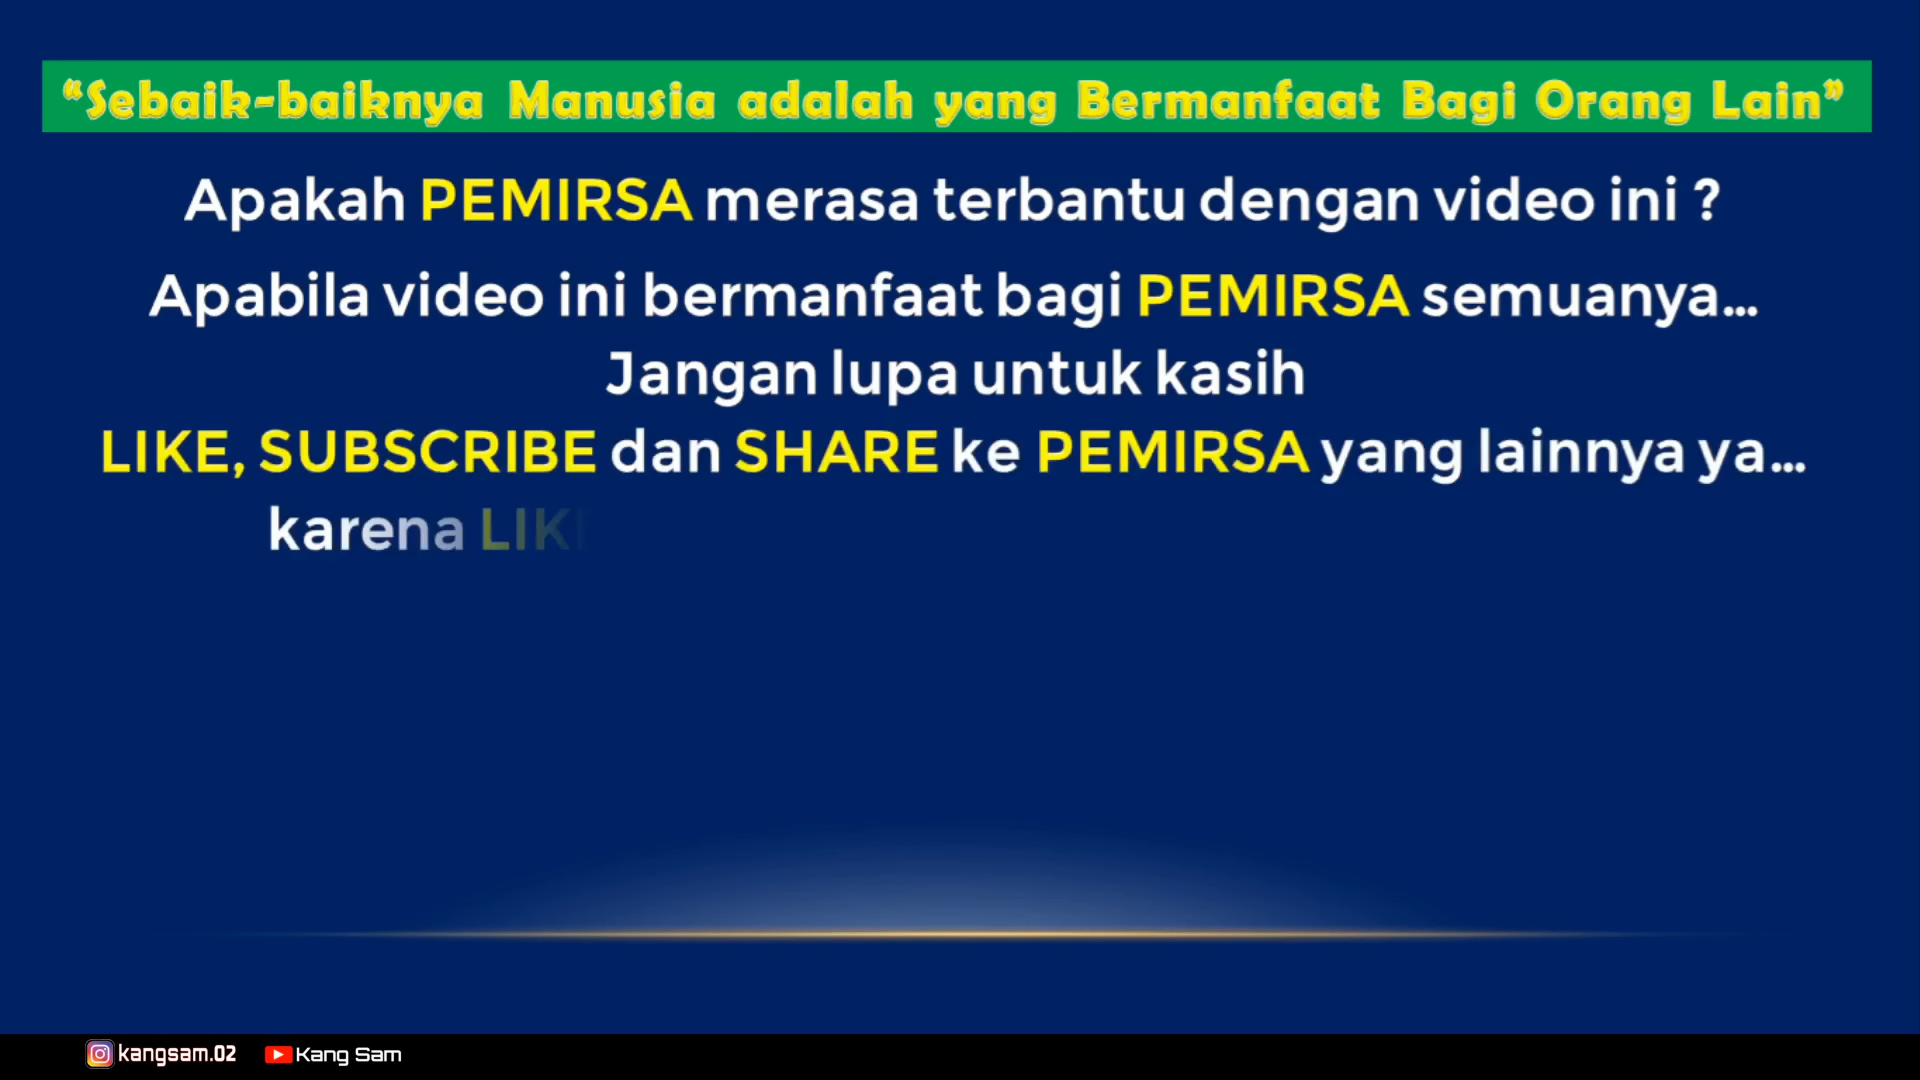 “Sebaik-baiknya Manusia adalah yang Bermanfaat Bagi Orang Lain”
Apakah PEMIRSA merasa terbantu dengan video ini ?
Apabila video ini bermanfaat bagi PEMIRSA semuanya...
Jangan lupa untuk kasih
LIKE, SUBSCRIBE dan SHARE ke PEMIRSA yang lainnya ya...
karena LIK
kangsam.02 Kang Sam